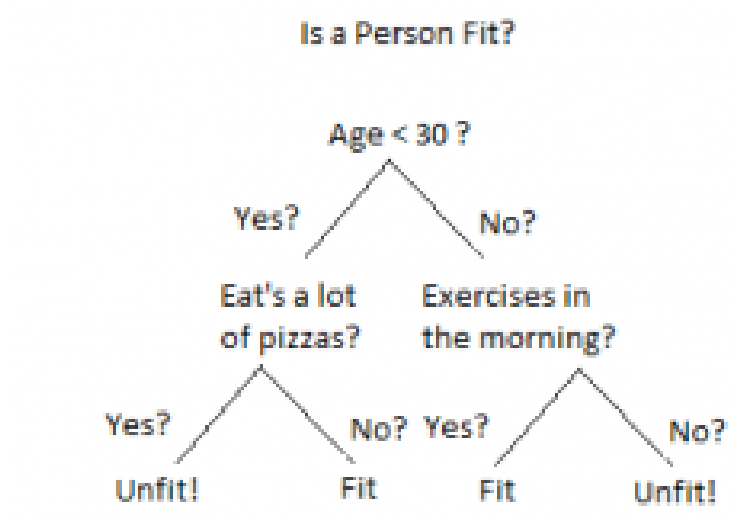 Is a Person Fit?
Age < 30 ?
Yes?
No?
Eat's a lot
of pizzas?
Exercises in
the morning?
Yes?
No?
Yes?
No?
Unfit!
Fit
Fit
Unfit!